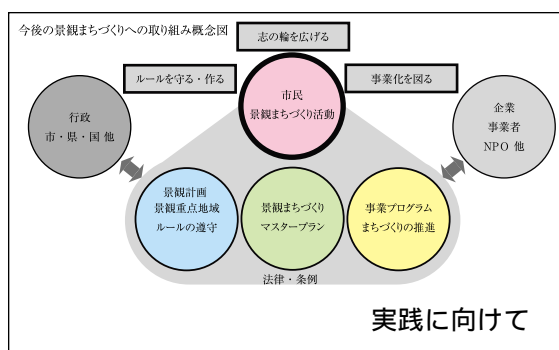 今後の景観まちづくりへの取り組み概念図
志の輪を広げる
ルールを守る・作る
事業化を図る
市民
景観まちづくり活動
行政
市・県・国 他
企業
事業者
NPO 他
景観計画
景観重点地域
ルールの遵守
景観まちづくり
マスタープラン
事業プログラム
まちづくりの推進
法律・条例
実践に向けて